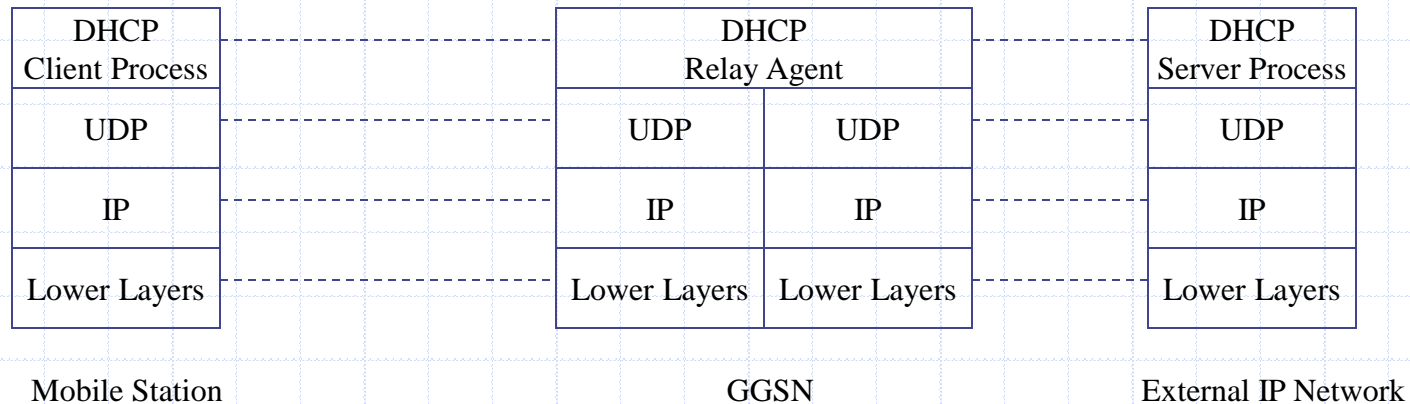 DHCP
Client Process
DHCP
Relay Agent
DHCP
Server Process
UDP
UDP
UDP
UDP
IP
IP
IP
IP
Lower Layers
Lower Layers
Lower Layers
Lower Layers
Mobile Station
GGSN
External IP Network